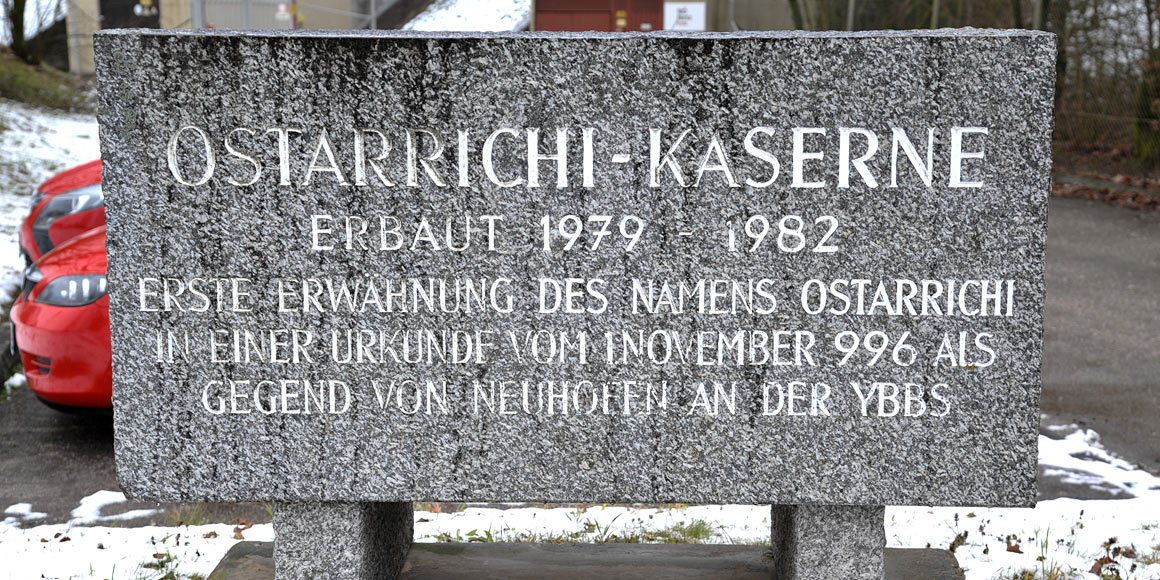 OSTARRICHI-KASERNE
ERBAUT 1979 - 1982
ERSTE ERWÄHNUNG DES NAMENS OSTARRICHI
IN EINER URKUNDE VOM 1.NOVEMBER 996 ALS
GEGEND VON NEUHOFEN AN DER YBBS